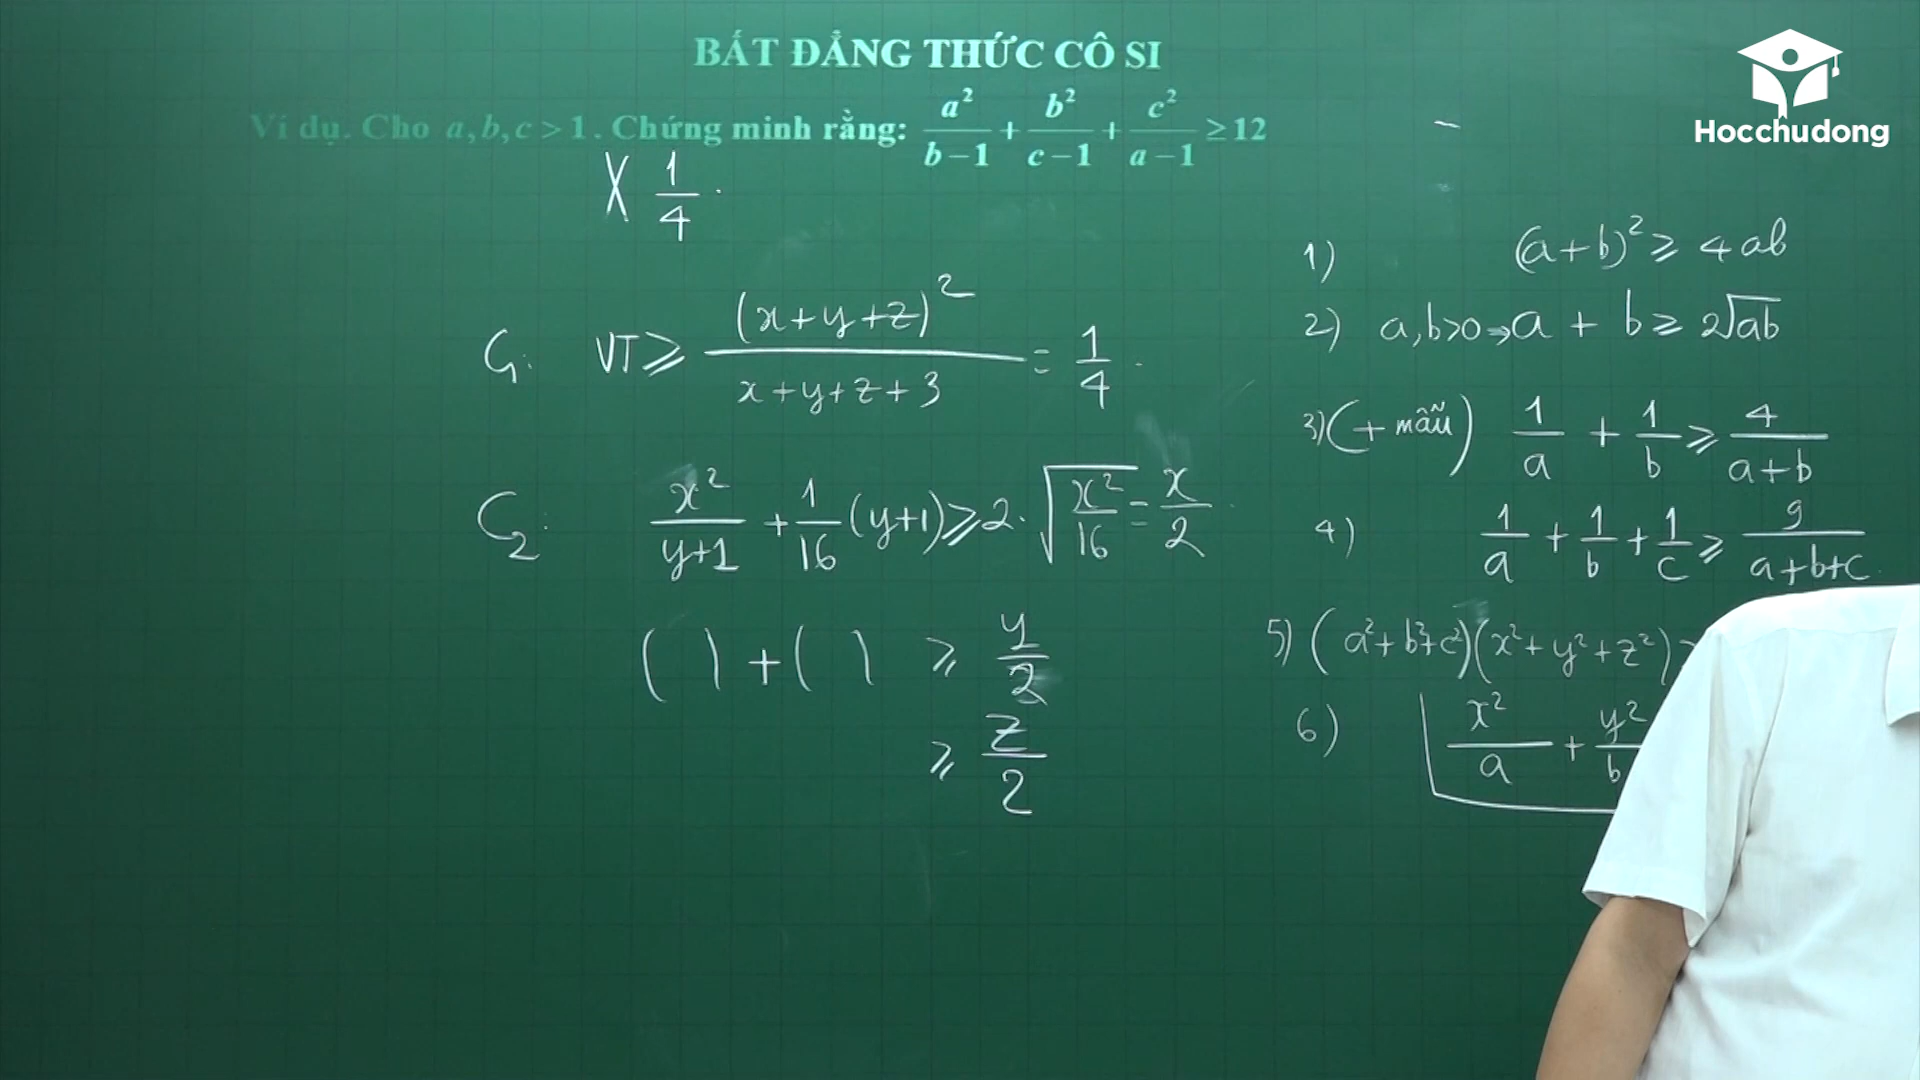 BẤT ĐẲNG THỨC CÔ SI
Hocchudong
Ví dụ. Cho a, b, c > 1. Chứng minh rằng: a²/(b−1) + b²/(c−1) + c²/(a−1) ≥ 12
X 1/4 .
C₁: VT ≥ (x+y+z)²/(x+y+z+3) = 1/4 .
C₂: x²/(y+1) + 1/16 (y+1) ≥ 2. √(x²/16) = x/2
( ) + ( ) ≥ y/2
≥ z/2
1) (a+b)² ≥ 4ab
2) a,b>0 ⇒ a + b ≥ 2√ab
3) (+ mẫu) 1/a + 1/b ≥ 4/(a+b)
4) 1/a + 1/b + 1/c ≥ 9/(a+b+c)
5) (a²+b²+c²)(x²+y²+z²) ≥
6) x²/a + y²/b